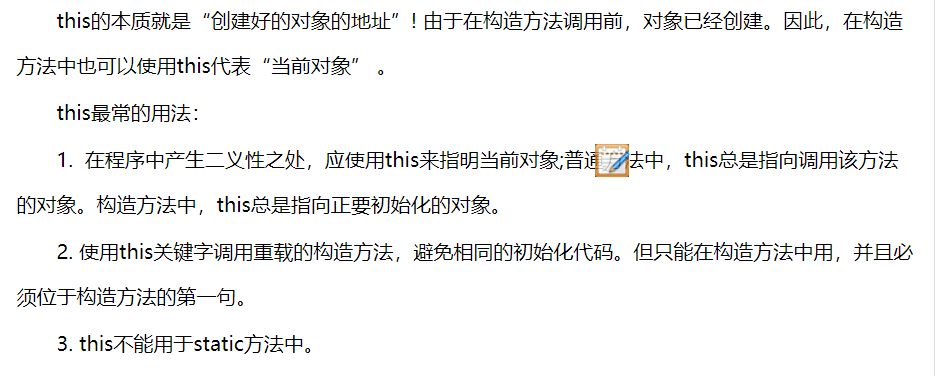 this的本质就是“创建好的对象的地址”! 由于在构造方法调用前，对象已经创建。因此，在构造
方法中也可以使用this代表“当前对象” 。
this最常的用法：
1. 在程序中产生二义性之处，应使用this来指明当前对象;普通法中，this总是指向调用该方法
的对象。构造方法中，this总是指向正要初始化的对象。
2. 使用this关键字调用重载的构造方法，避免相同的初始化代码。但只能在构造方法中用，并且必
须位于构造方法的第一句。
3. this不能用于static方法中。